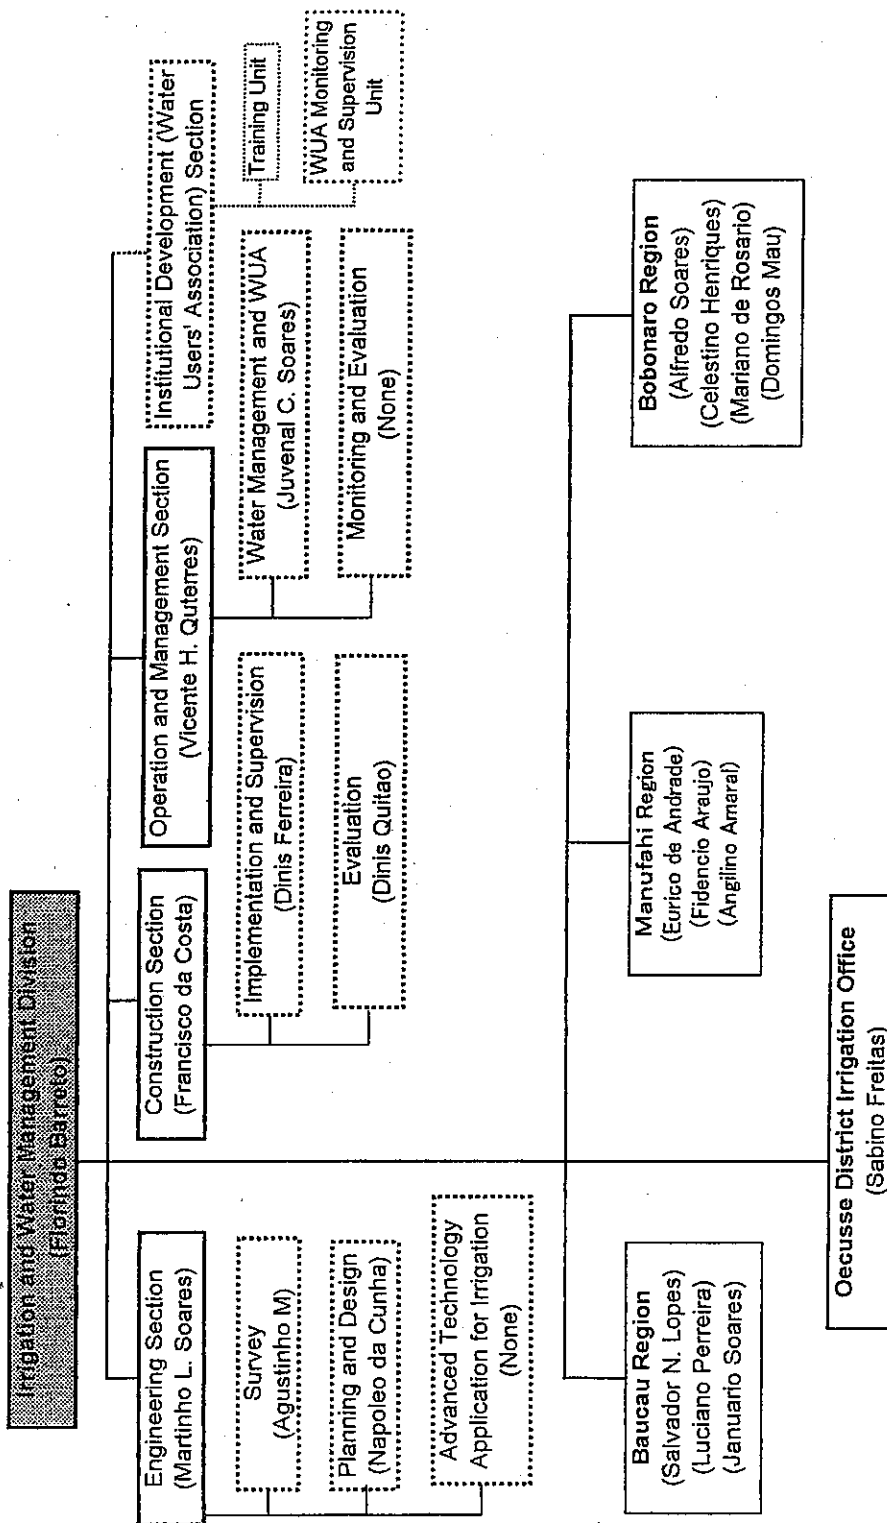 Irrigation and Water Management Division
(Florindo Barreto)
Engineering Section
(Martinho L. Soares)
Survey
(Agustinho M)
Planning and Design
(Napoleo da Cunha)
Advanced Technology
Application for Irrigation
(None)
Construction Section
(Francisco da Costa)
Implementation and Supervision
(Dinis Ferreira)
Evaluation
(Dinis Quitao)
Operation and Management Section
(Vicente H. Quterres)
Water Management and WUA
(Juvenal C. Soares)
Monitoring and Evaluation
(None)
Institutional Development (Water
Users' Association) Section
Training Unit
WUA Monitoring
and Supervision
Unit
Baucau Region
(Salvador N. Lopes)
(Luciano Perreira)
(Januario Soares)
Manufahi Region
(Eurico de Andrade)
(Fidencio Araujo)
(Angilino Amaral)
Bobonaro Region
(Alfredo Soares)
(Celestino Henriques)
(Mariano de Rosario)
(Domingos Mau)
Oecusse District Irrigation Office
(Sabino Freitas)